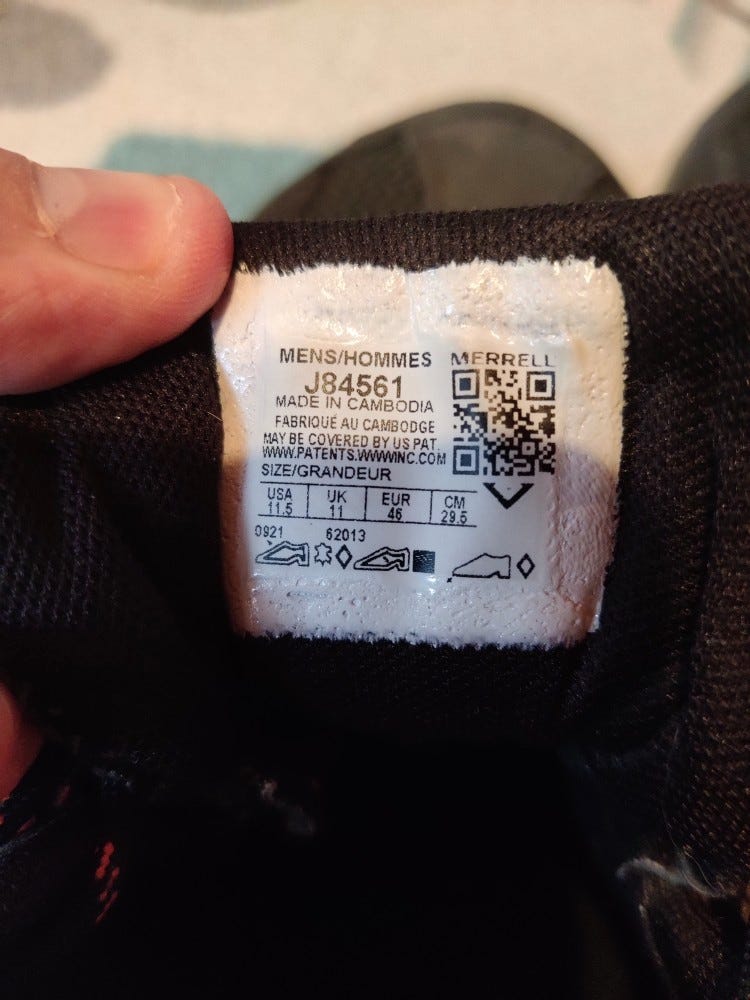 MENS/HOMMES MERRELL
J84561
MADE IN CAMBODIA
FABRIQUÉ AU CAMBODGE
MAY BE COVERED BY US PAT.
WWW.PATENTS.WWWINC.COM
SIZE/GRANDEUR
USA UK EUR CM
11.5 11 46 29.5
0921 62013